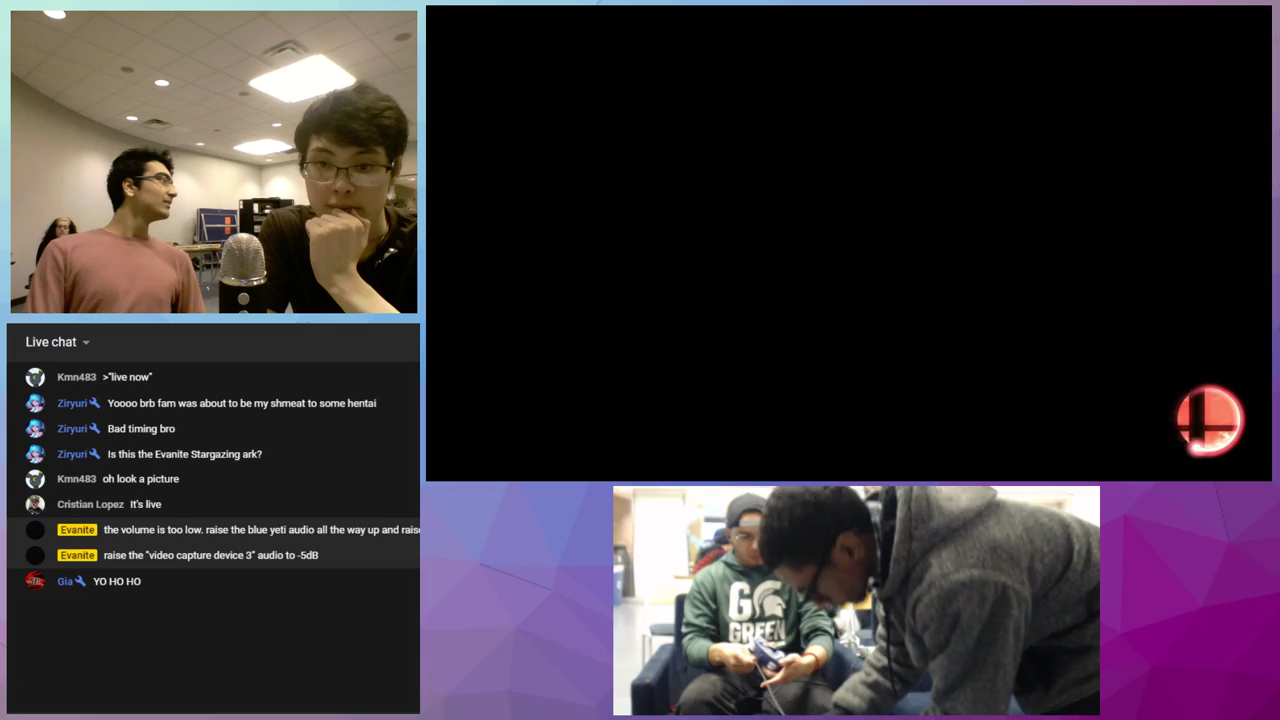 Live chat
Kmn483 >"live now"
Ziryuri Yoooo brb fam was about to be my shmeat to some hentai
Ziryuri Bad timing bro
Ziryuri Is this the Evanite Stargazing ark?
Kmn483 oh look a picture
Cristian Lopez It's live
Evanite the volume is too low. raise the blue yeti audio all the way up and raise
Evanite raise the "video capture device 3" audio to -5dB
Gia YO HO HO
GO
GREEN